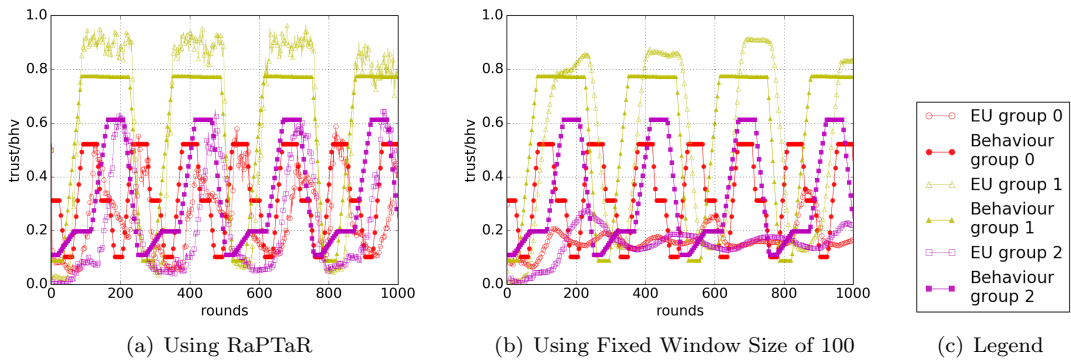 1.0
0.8
0.6
0.4
0.2
0.0
trust/bhv
0 200 400 600 800 1000
rounds
(a) Using RaPTaR
1.0
0.8
0.6
0.4
0.2
0.0
trust/bhv
0 200 400 600 800 1000
rounds
(b) Using Fixed Window Size of 100
EU group 0
Behaviour
group 0
EU group 1
Behaviour
group 1
EU group 2
Behaviour
group 2
(c) Legend